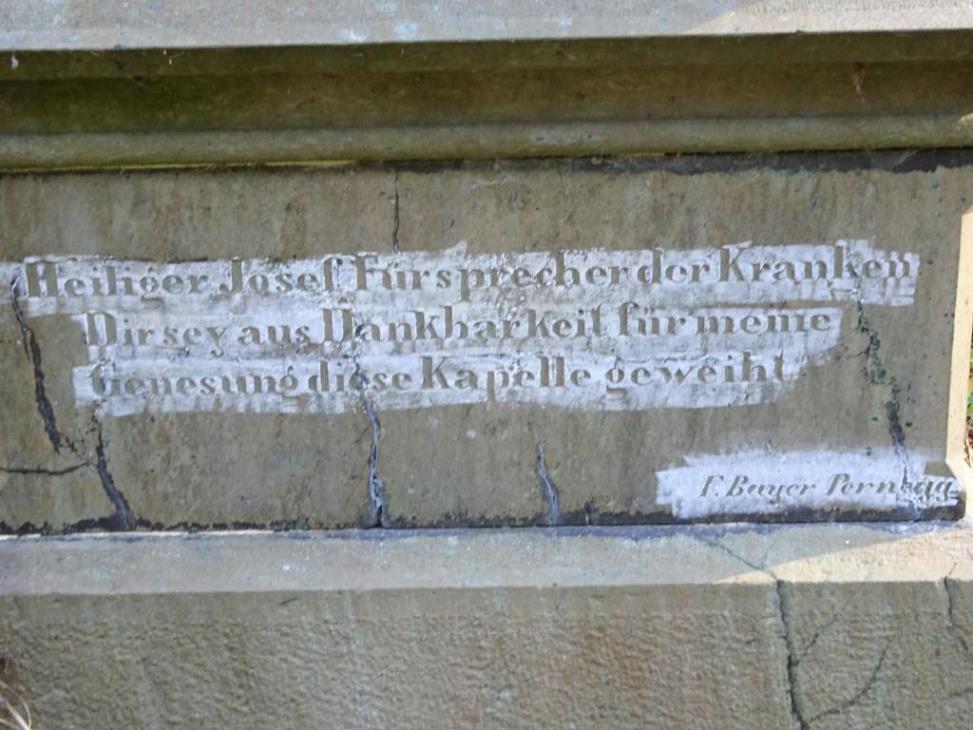 Heiliger Josef Fürsprecher der Kranken
Dir sey aus Dankbarkeit für meine
Genesung diese Kapelle geweiht
F. Bayer Pernegg